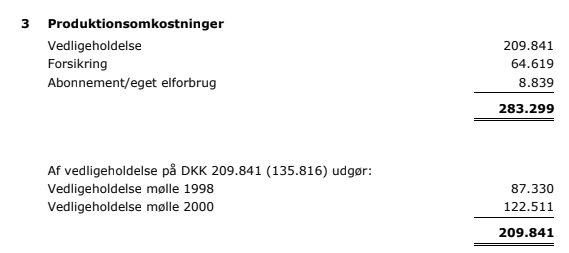 3 Produktionsomkostninger
Vedligeholdelse 209.841
Forsikring 64.619
Abonnement/eget elforbrug 8.839
283.299
Af vedligeholdelse på DKK 209.841 (135.816) udgør:
Vedligeholdelse mølle 1998 87.330
Vedligeholdelse mølle 2000 122.511
209.841